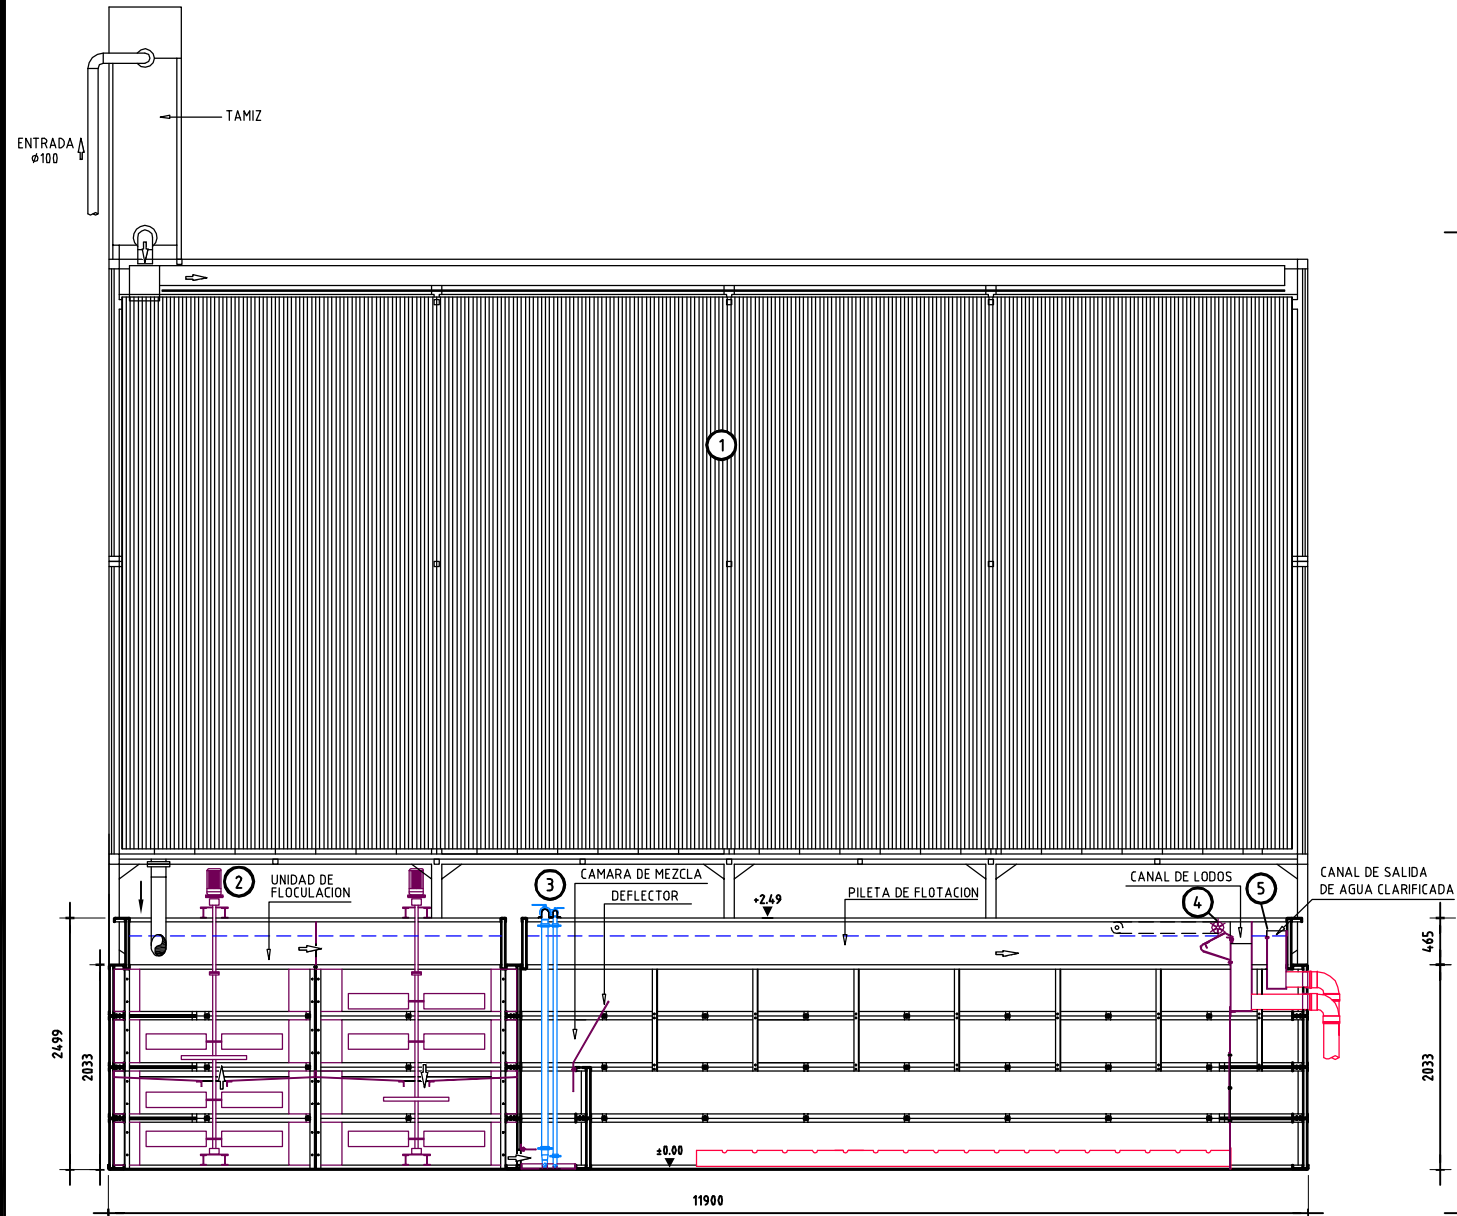 TAMIZ
ENTRADA
ø100
1
2
UNIDAD DE
FLOCULACION
3
CAMARA DE MEZCLA
DEFLECTOR
+2.49
PILETA DE FLOTACION
CANAL DE LODOS
4
5
CANAL DE SALIDA
DE AGUA CLARIFICADA
465
2499
2033
2033
±0.00
11900